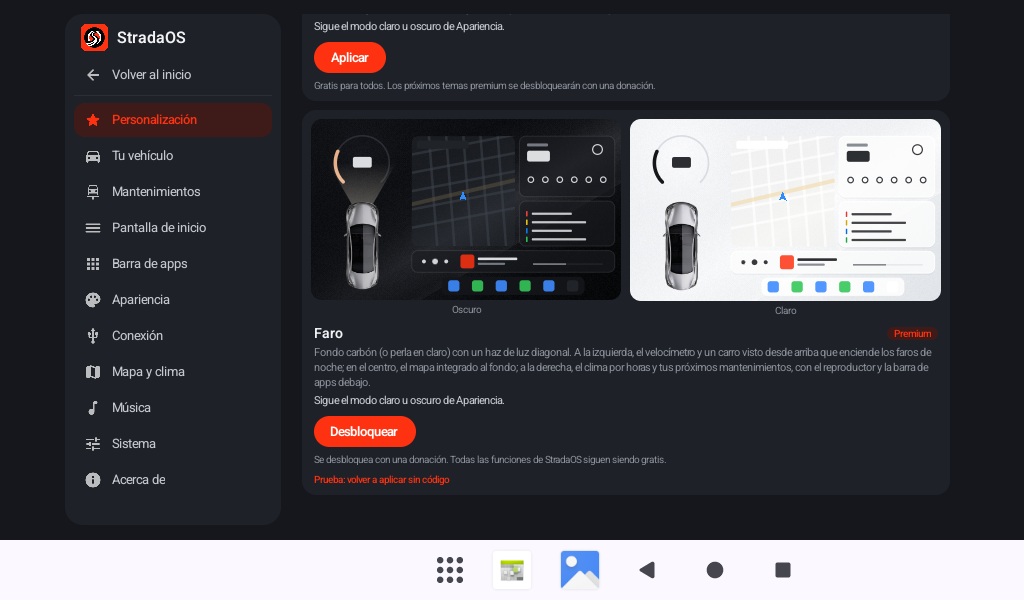 StradaOS
Volver al inicio
Personalización
Tu vehículo
Mantenimientos
Pantalla de inicio
Barra de apps
Apariencia
Conexión
Mapa y clima
Música
Sistema
Acerca de
Sigue el modo claro u oscuro de Apariencia.
Aplicar
Gratis para todos. Los próximos temas premium se desbloquearán con una donación.
Oscuro
Claro
Faro
Premium
Fondo carbón (o perla en claro) con un haz de luz diagonal. A la izquierda, el velocímetro y un carro visto desde arriba que enciende los faros de
noche; en el centro, el mapa integrado al fondo; a la derecha, el clima por horas y tus próximos mantenimientos, con el reproductor y la barra de
apps debajo.
Sigue el modo claro u oscuro de Apariencia.
Desbloquear
Se desbloquea con una donación. Todas las funciones de StradaOS siguen siendo gratis.
Prueba: volver a aplicar sin código